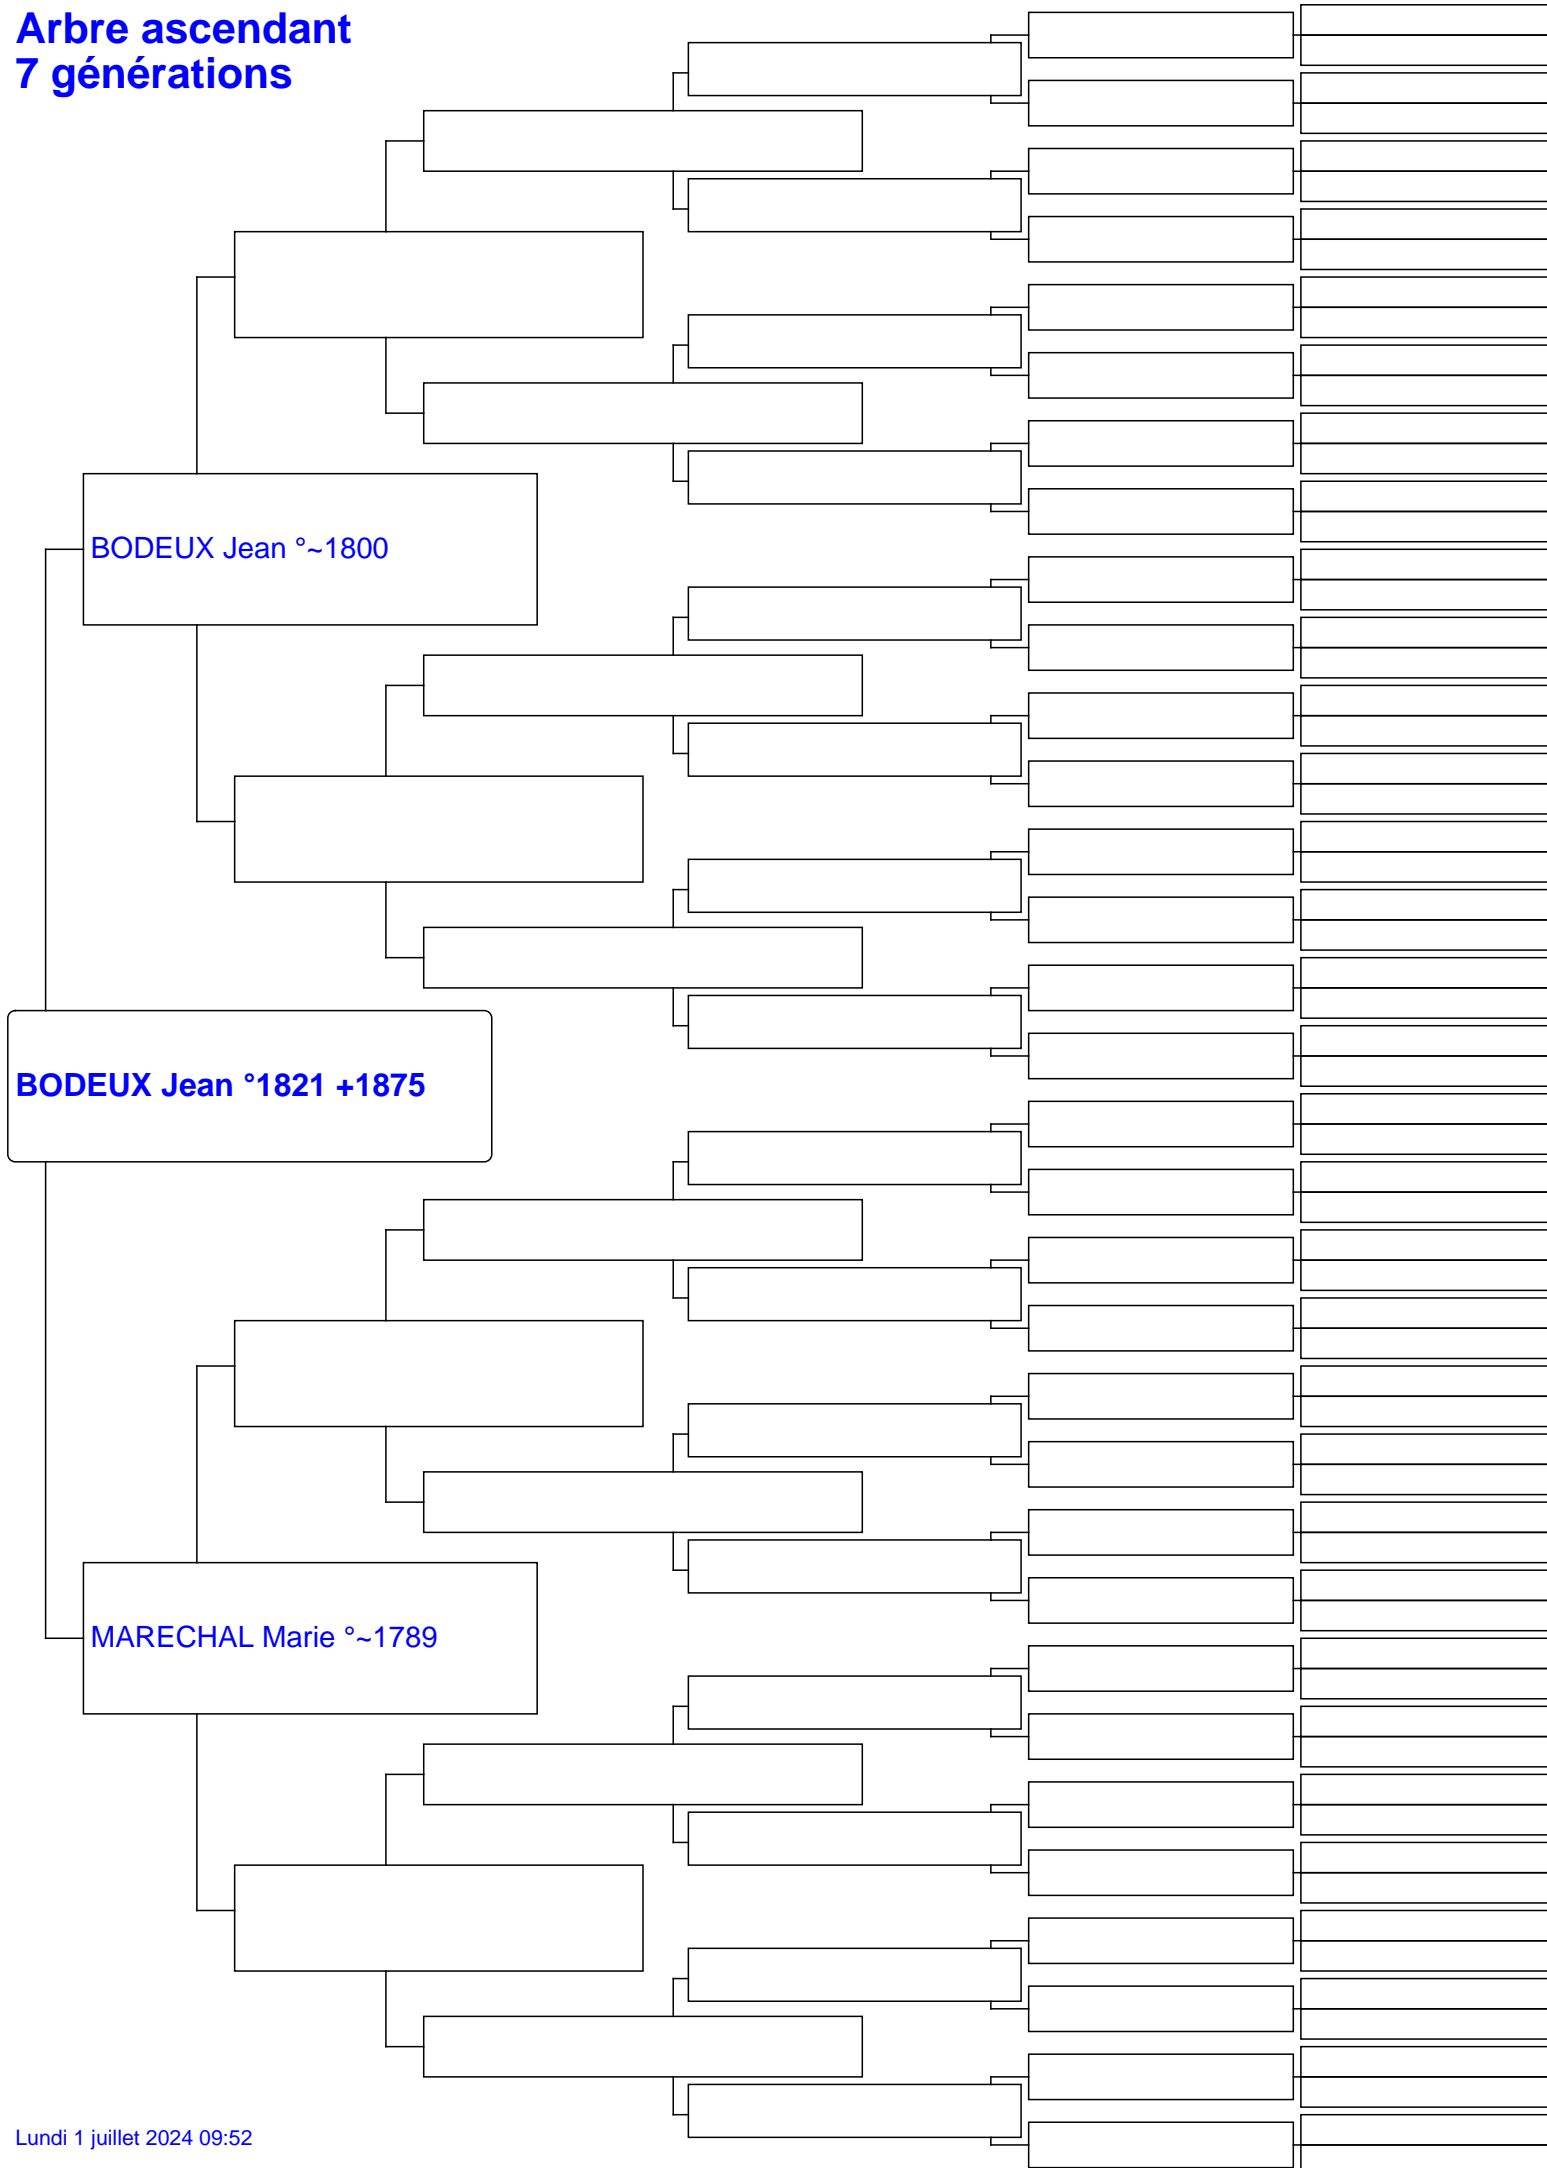 Arbre ascendant
7 générations
BODEUX Jean °~1800
BODEUX Jean °1821 +1875
MARECHAL Marie °~1789
Lundi 1 juillet 2024 09:52